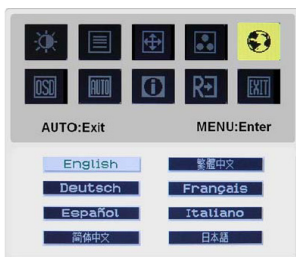 OSD AUTO R EXIT
AUTO:Exit MENU:Enter
English 繁體中文
Deutsch Français
Español Italiano
简体中文 日本語